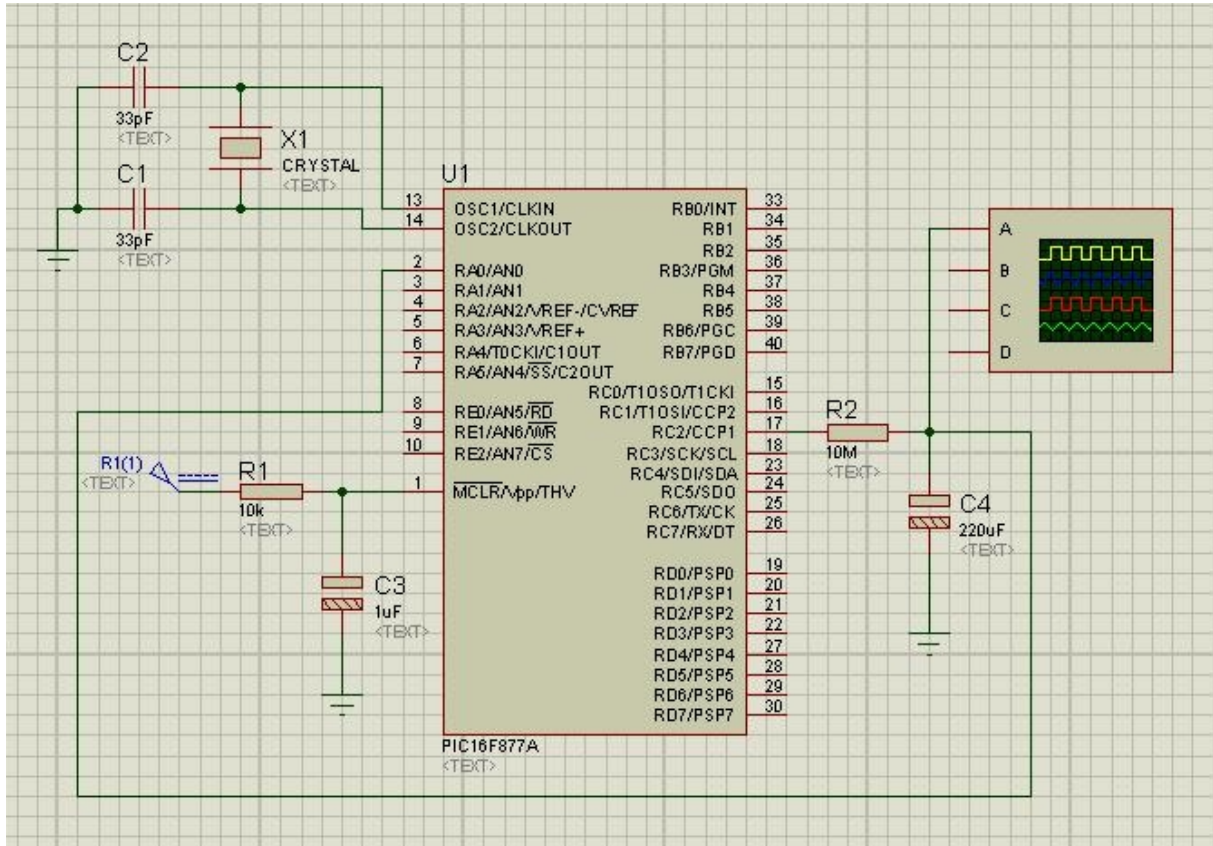 C2
33pF
<TEXT>
X1
CRYSTAL
<TEXT>
C1
33pF
<TEXT>
U1
13 OSC1/CLKIN
14 OSC2/CLKOUT
2 RA0/AN0
3 RA1/AN1
4 RA2/AN2/VREF-/CVREF
5 RA3/AN3/VREF+
6 RA4/T0CKI/C1OUT
7 RA5/AN4/SS/C2OUT
8 RE0/AN5/RD
9 RE1/AN6/WR
10 RE2/AN7/CS
1 MCLR/Vpp/THV
RB0/INT 33
RB1 34
RB2 35
RB3/PGM 36
RB4 37
RB5 38
RB6/PGC 39
RB7/PGD 40
RC0/T1OSO/T1CKI 15
RC1/T1OSI/CCP2 16
RC2/CCP1 17
RC3/SCK/SCL 18
RC4/SDI/SDA 23
RC5/SDO 24
RC6/TX/CK 25
RC7/RX/DT 26
RD0/PSP0 19
RD1/PSP1 20
RD2/PSP2 21
RD3/PSP3 22
RD4/PSP4 27
RD5/PSP5 28
RD6/PSP6 29
RD7/PSP7 30
PIC16F877A
<TEXT>
R1(1)
<TEXT>
R1
10k
<TEXT>
C3
1uF
<TEXT>
R2
10M
<TEXT>
C4
220uF
<TEXT>
A
B
C
D